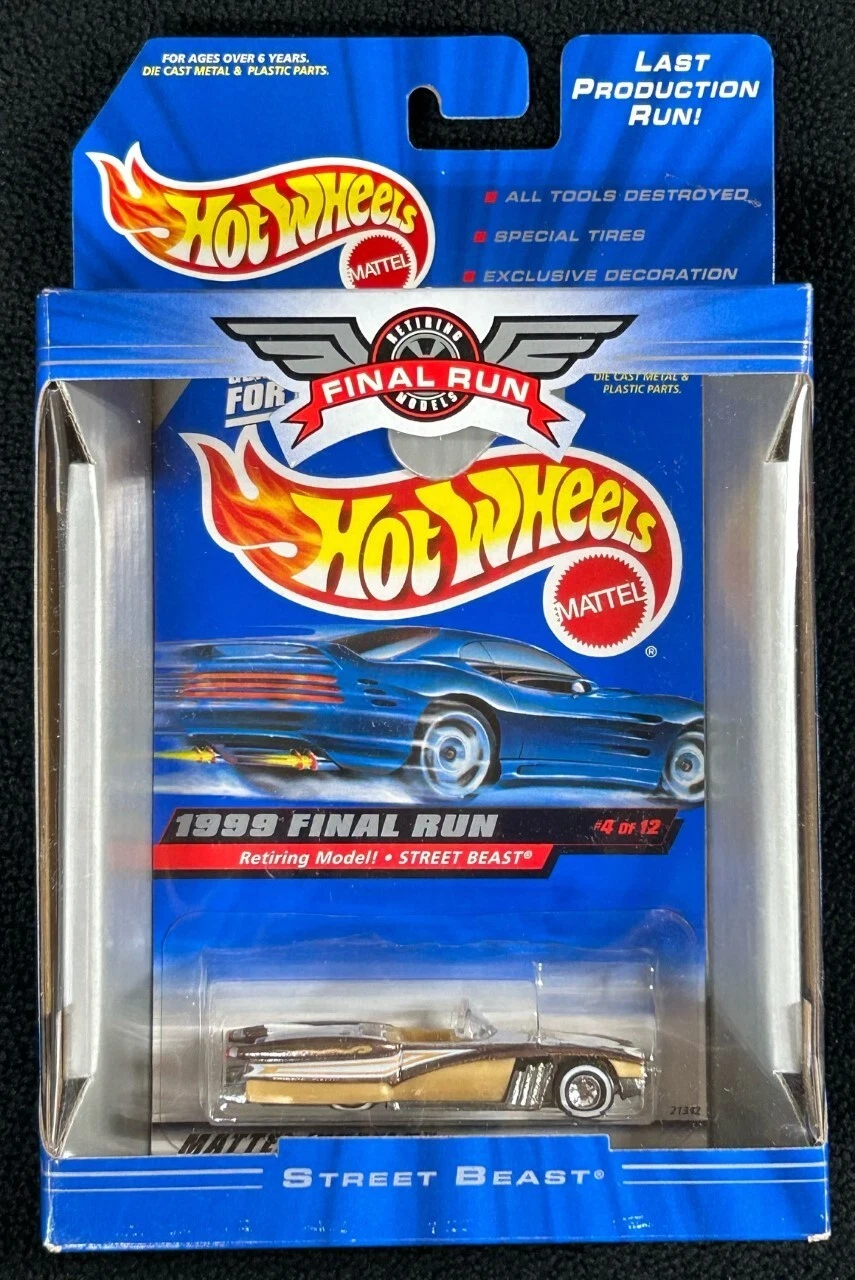 FOR AGES OVER 6 YEARS.
DIE CAST METAL & PLASTIC PARTS.
LAST
PRODUCTION
RUN!
HOT WHEELS
MATTEL
ALL TOOLS DESTROYED
SPECIAL TIRES
EXCLUSIVE DECORATION
RETIRING
FINAL RUN
MODELS
FOR
DIE CAST METAL &
PLASTIC PARTS.
HOT WHEELS
MATTEL
®
1999 FINAL RUN
#4 OF 12
Retiring Model! • STREET BEAST®
21342
STREET BEAST®